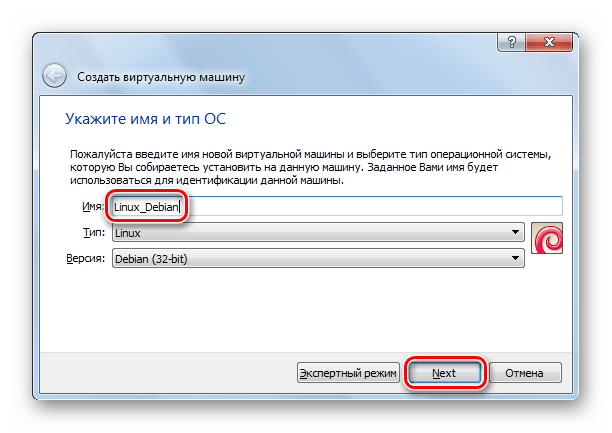 ?
x
Создать виртуальную машину
Укажите имя и тип ОС
Пожалуйста введите имя новой виртуальной машины и выберите тип операционной системы,
которую Вы собираетесь установить на данную машину. Заданное Вами имя будет
использоваться для идентификации данной машины.
Имя: Linux_Debian
Тип: Linux
Версия: Debian (32-bit)
Экспертный режим Next Отмена